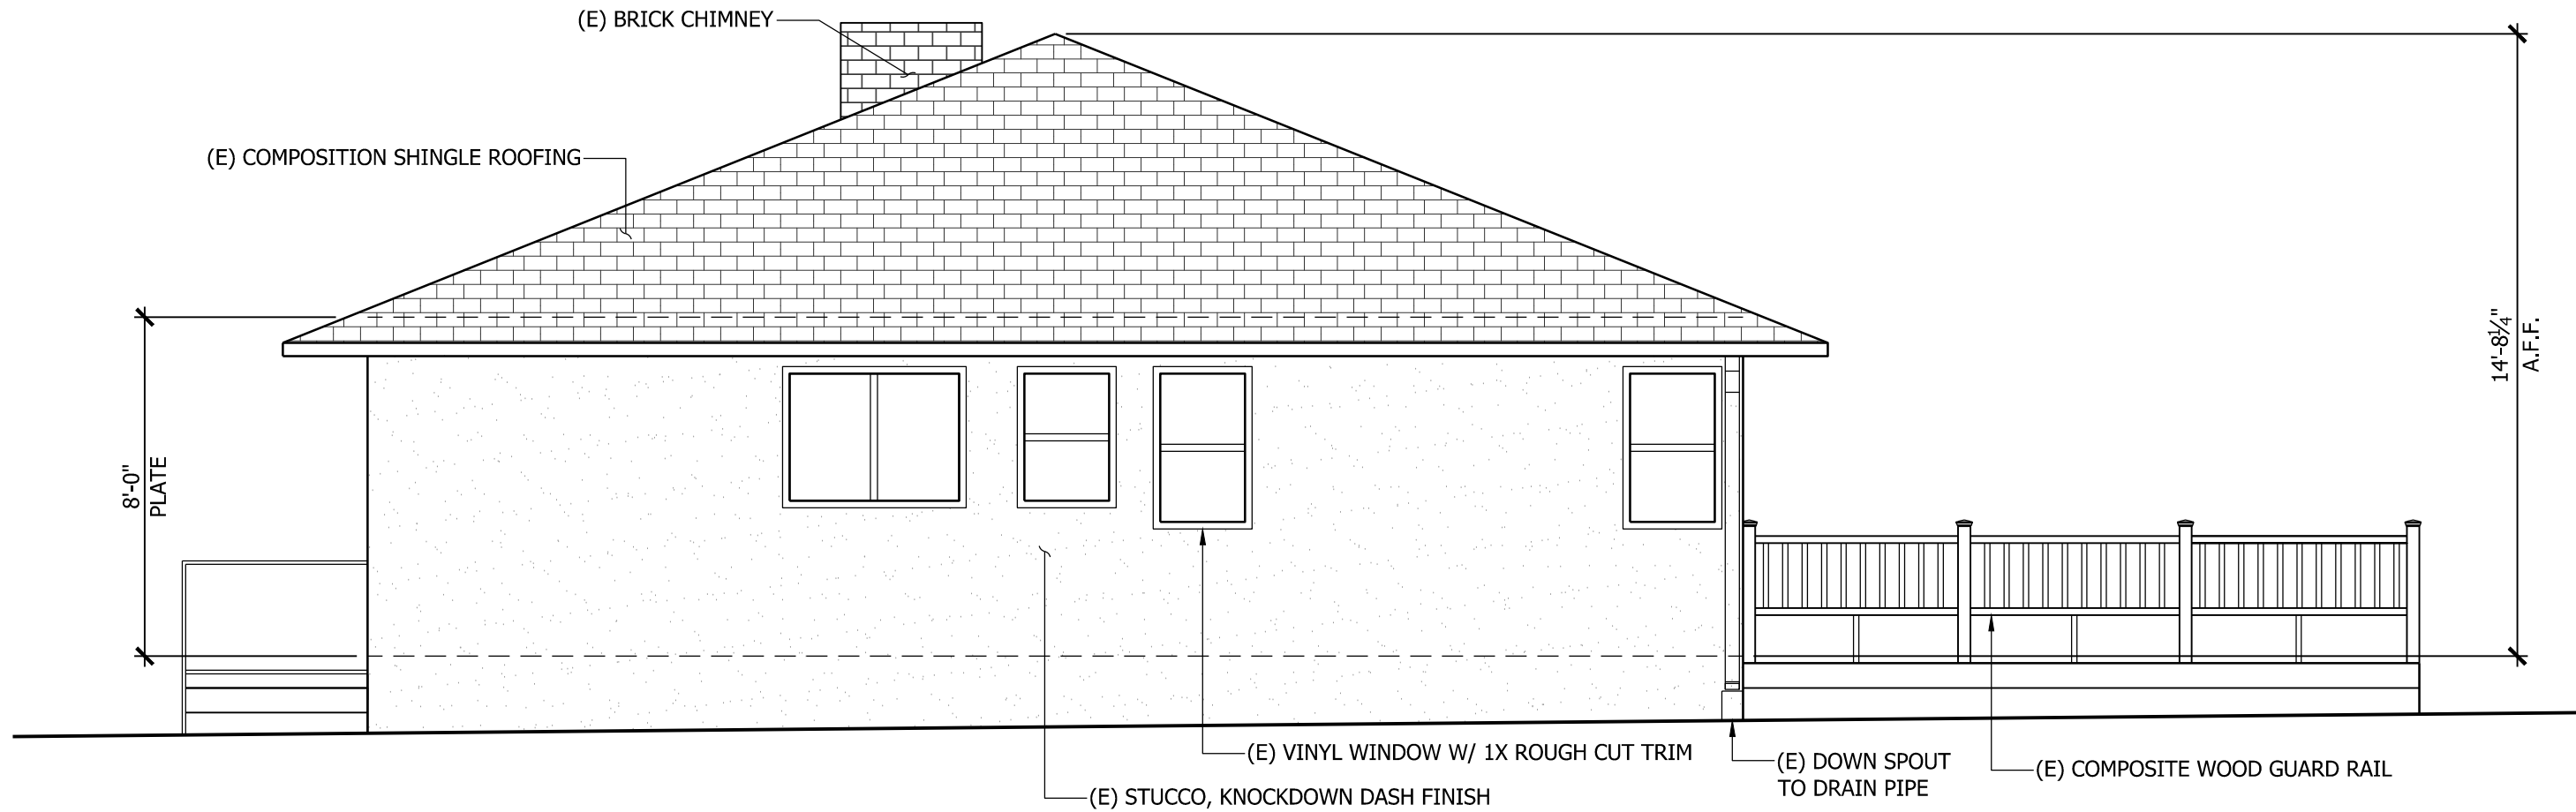 (E) BRICK CHIMNEY
(E) COMPOSITION SHINGLE ROOFING
8'-0"
PLATE
14'-8¼"
A.F.F.
(E) VINYL WINDOW W/ 1X ROUGH CUT TRIM
(E) DOWN SPOUT
TO DRAIN PIPE
(E) COMPOSITE WOOD GUARD RAIL
(E) STUCCO, KNOCKDOWN DASH FINISH